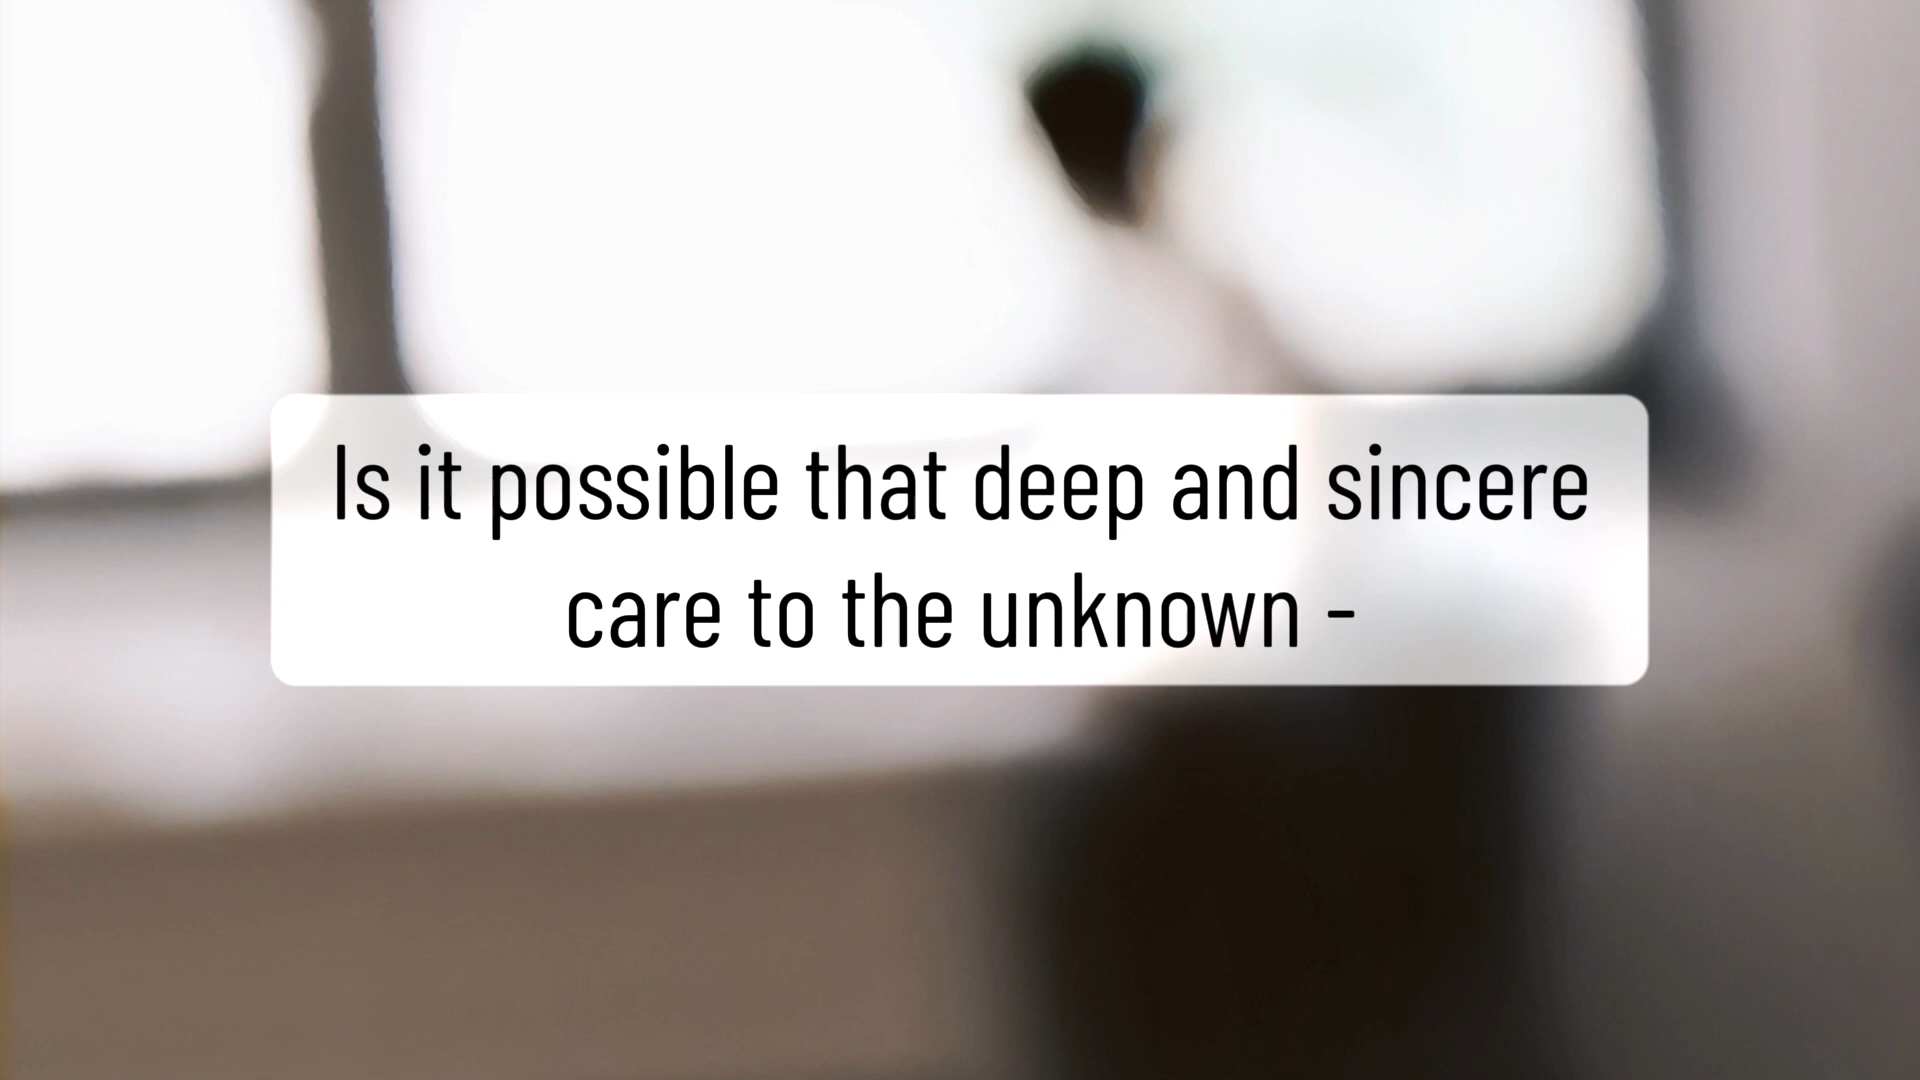 Is it possible that deep and sincere
care to the unknown -